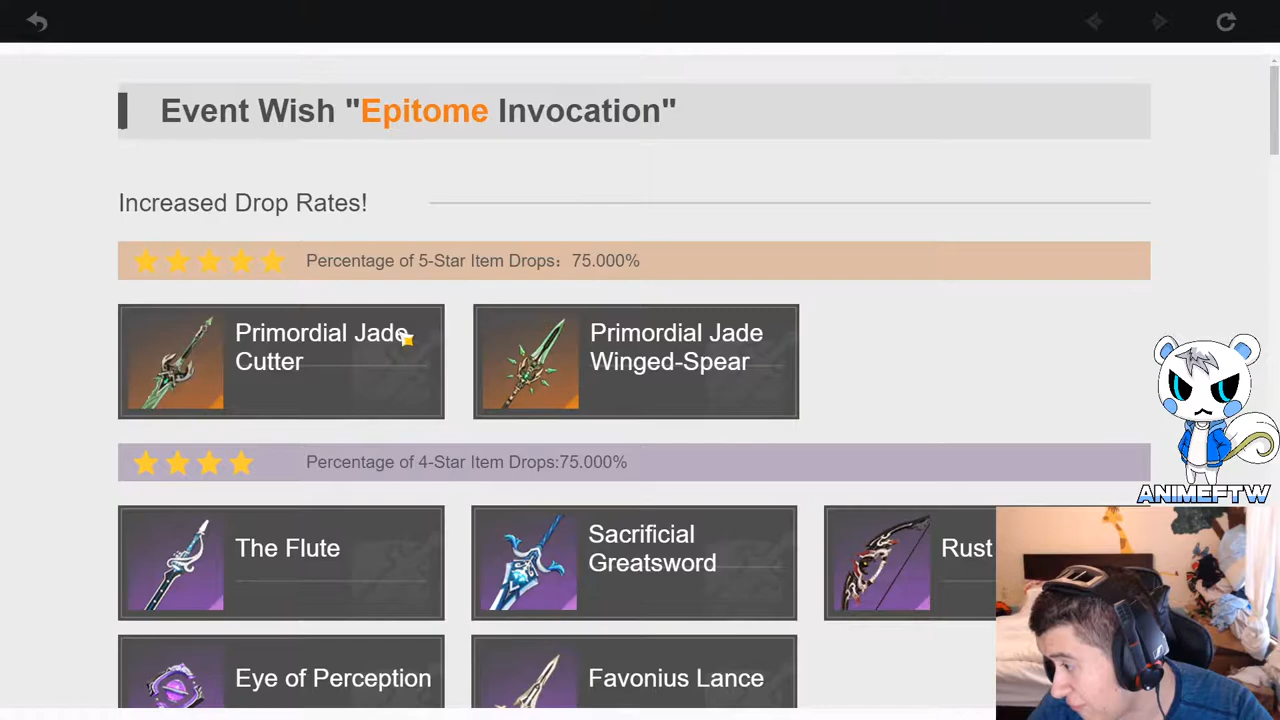 Event Wish "Epitome Invocation"
Increased Drop Rates!
Percentage of 5-Star Item Drops: 75.000%
Primordial Jade
Cutter
Primordial Jade
Winged-Spear
Percentage of 4-Star Item Drops:75.000%
The Flute
Sacrificial
Greatsword
Rust
Eye of Perception
Favonius Lance
ANIMEFTW